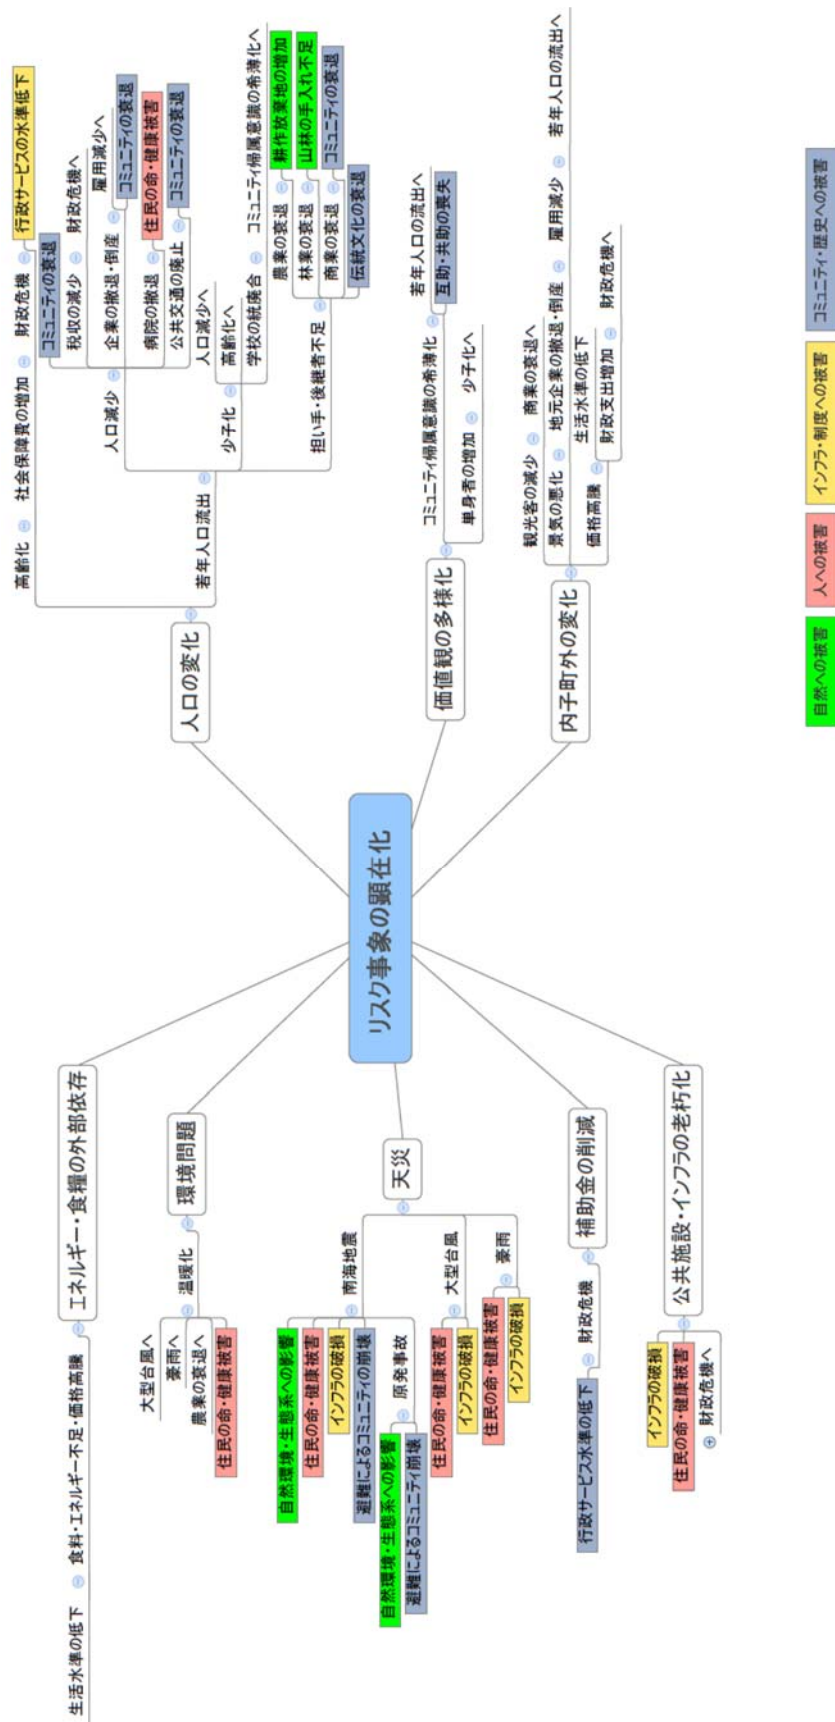 リスク事象の顕在化
人口の変化
高齢化
社会保障費の増加
財政危機
行政サービスの水準低下
若年人口流出
人口減少
コミュニティの衰退
税収の減少
財政危機へ
企業の撤退・倒産
雇用減少へ
コミュニティの衰退
病院の撤退
住民の命・健康被害
公共交通の廃止
コミュニティの衰退
少子化
人口減少へ
高齢化へ
学校の統廃合
コミュニティ帰属意識の希薄化へ
担い手・後継者不足
農業の衰退
耕作放棄地の増加
林業の衰退
山林の手入れ不足
商業の衰退
コミュニティの衰退
伝統文化の衰退
価値観の多様化
コミュニティ帰属意識の希薄化
若年人口の流出へ
互助・共助の喪失
単身者の増加
少子化へ
内子町外の変化
観光客の減少
商業の衰退へ
景気の悪化
地元企業の撤退・倒産
雇用減少
若年人口の流出へ
価格高騰
生活水準の低下
財政支出増加
財政危機へ
エネルギー・食糧の外部依存
食料・エネルギー不足・価格高騰
生活水準の低下
環境問題
温暖化
大型台風へ
豪雨へ
農業の衰退へ
住民の命・健康被害
天災
南海地震
自然環境・生態系への影響
住民の命・健康被害
インフラの破損
避難によるコミュニティの崩壊
原発事故
自然環境・生態系への影響
避難によるコミュニティ崩壊
大型台風
住民の命・健康被害
インフラの破損
豪雨
住民の命・健康被害
インフラの破損
補助金の削減
財政危機
行政サービス水準の低下
公共施設・インフラの老朽化
インフラの破損
住民の命・健康被害
財政危機へ
自然への被害
人への被害
インフラ・制度への被害
コミュニティ・歴史への被害